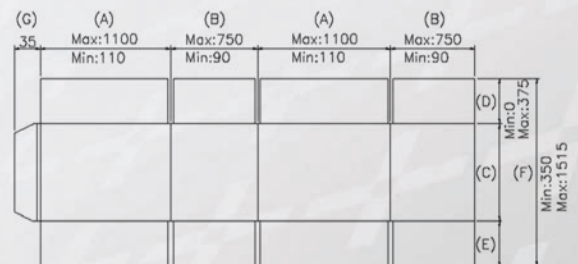 (G) (A) (B) (A) (B)
35 Max:1100 Max:750 Max:1100 Max:750
Min:110 Min:90 Min:110 Min:90
(D)
Min:0
Max:375
(C)
(F)
Min:350
Max:1515
(E)